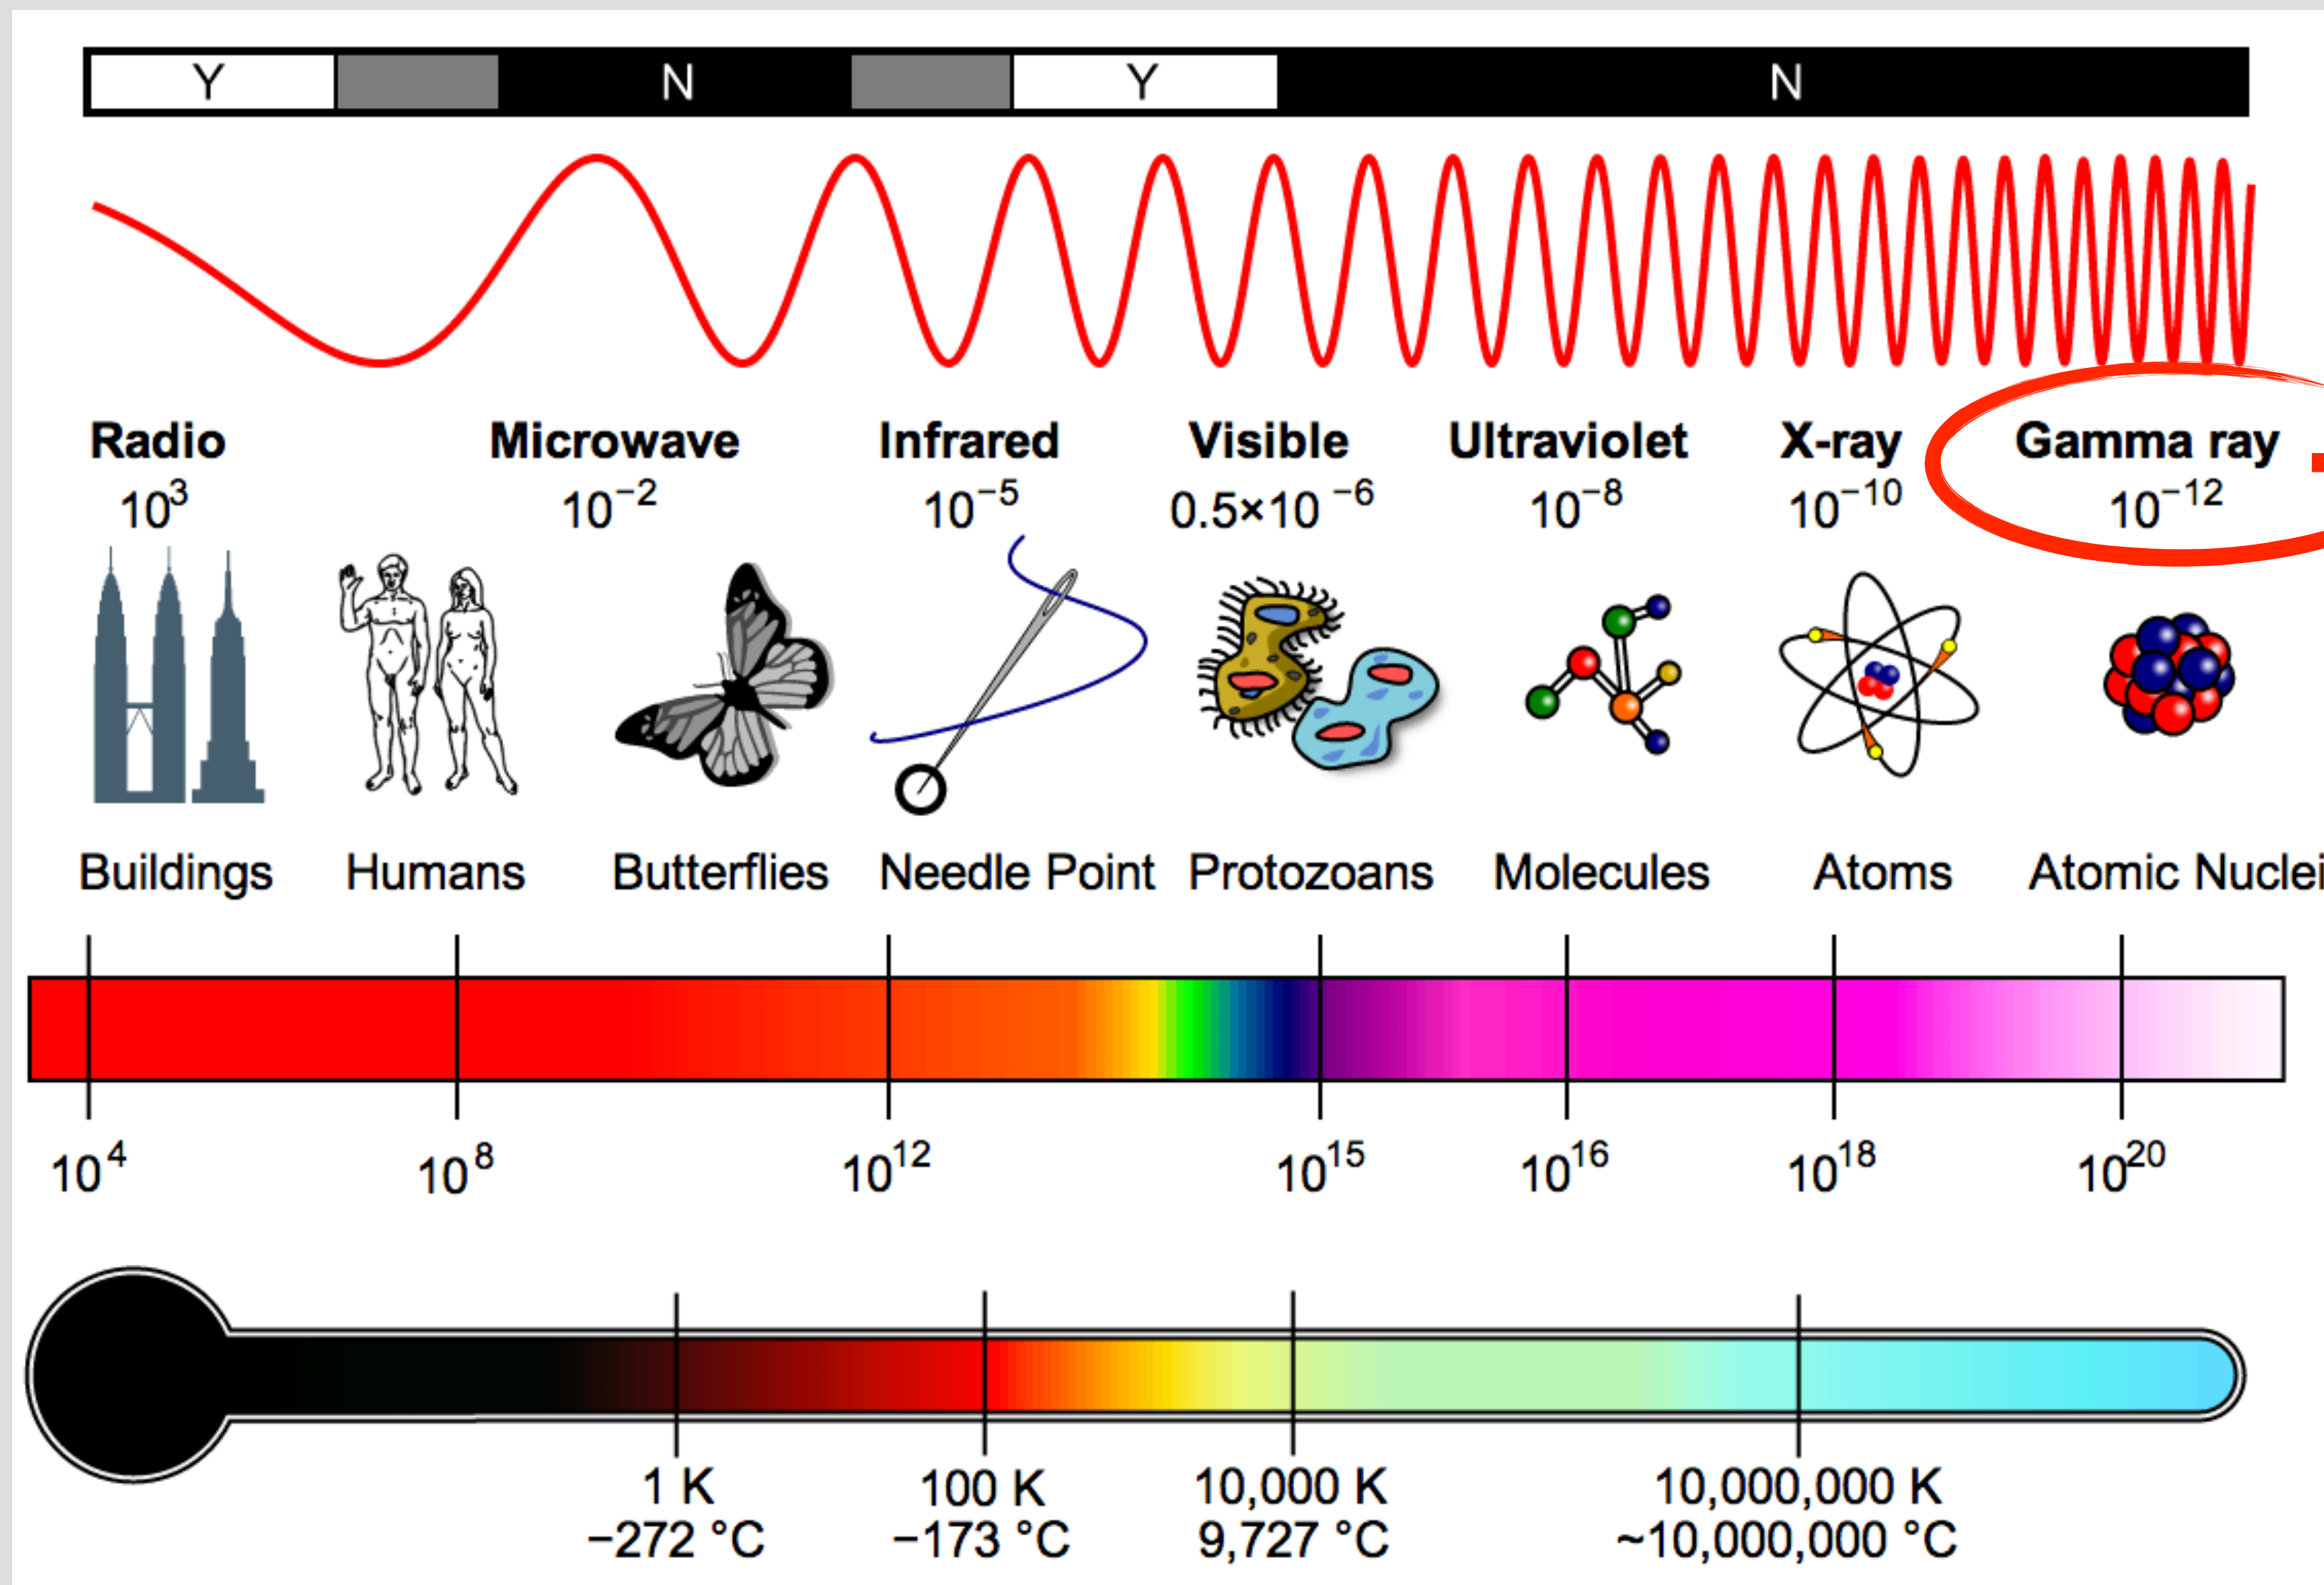 Y N Y N
Radio Microwave Infrared Visible Ultraviolet X-ray Gamma ray
10³ 10⁻² 10⁻⁵ 0.5×10⁻⁶ 10⁻⁸ 10⁻¹⁰ 10⁻¹²
Buildings Humans Butterflies Needle Point Protozoans Molecules Atoms Atomic Nuclei
10⁴ 10⁸ 10¹² 10¹⁵ 10¹⁶ 10¹⁸ 10²⁰
1 K 100 K 10,000 K 10,000,000 K
−272 °C −173 °C 9,727 °C ~10,000,000 °C